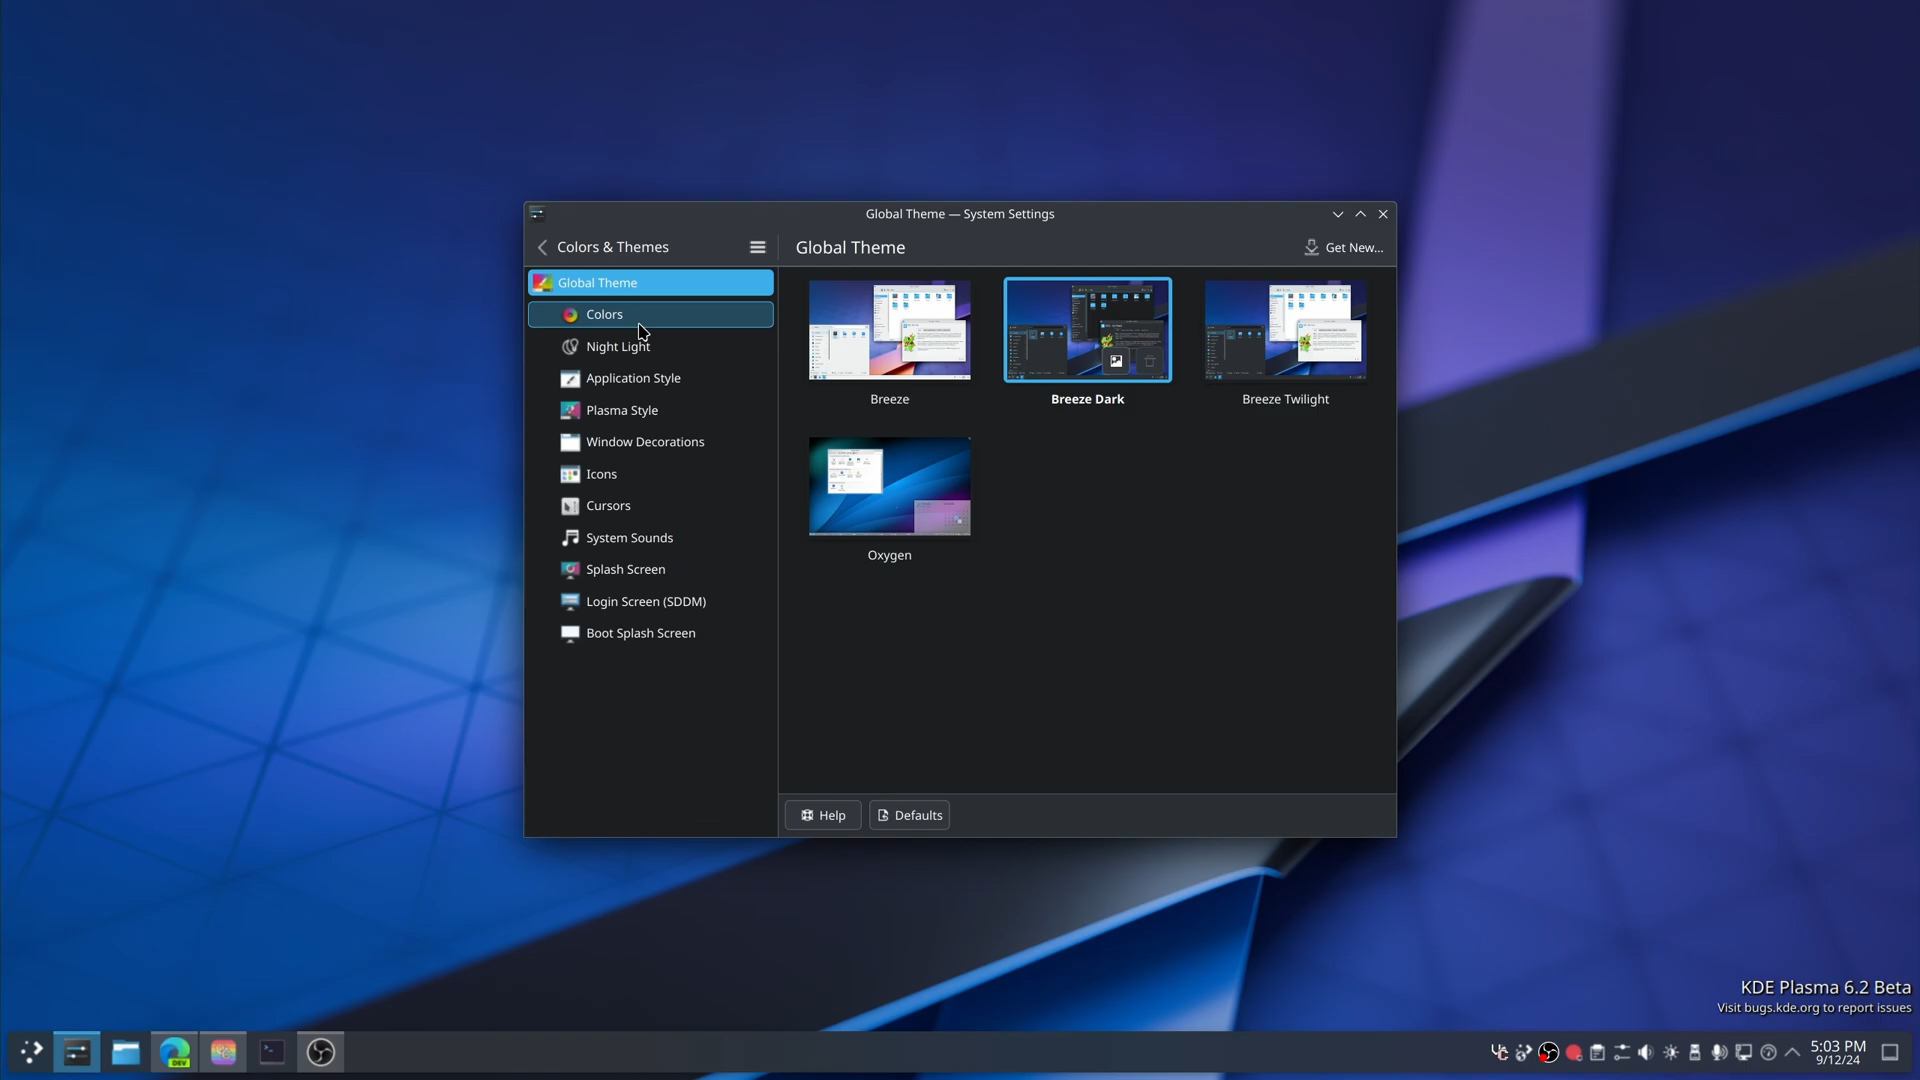 Global Theme — System Settings
Colors & Themes
Global Theme
Get New...
Global Theme
Colors
Night Light
Application Style
Plasma Style
Window Decorations
Icons
Cursors
System Sounds
Splash Screen
Login Screen (SDDM)
Boot Splash Screen
Breeze
Breeze Dark
Breeze Twilight
Oxygen
Help
Defaults
KDE Plasma 6.2 Beta
Visit bugs.kde.org to report issues
DEV
5:03 PM
9/12/24